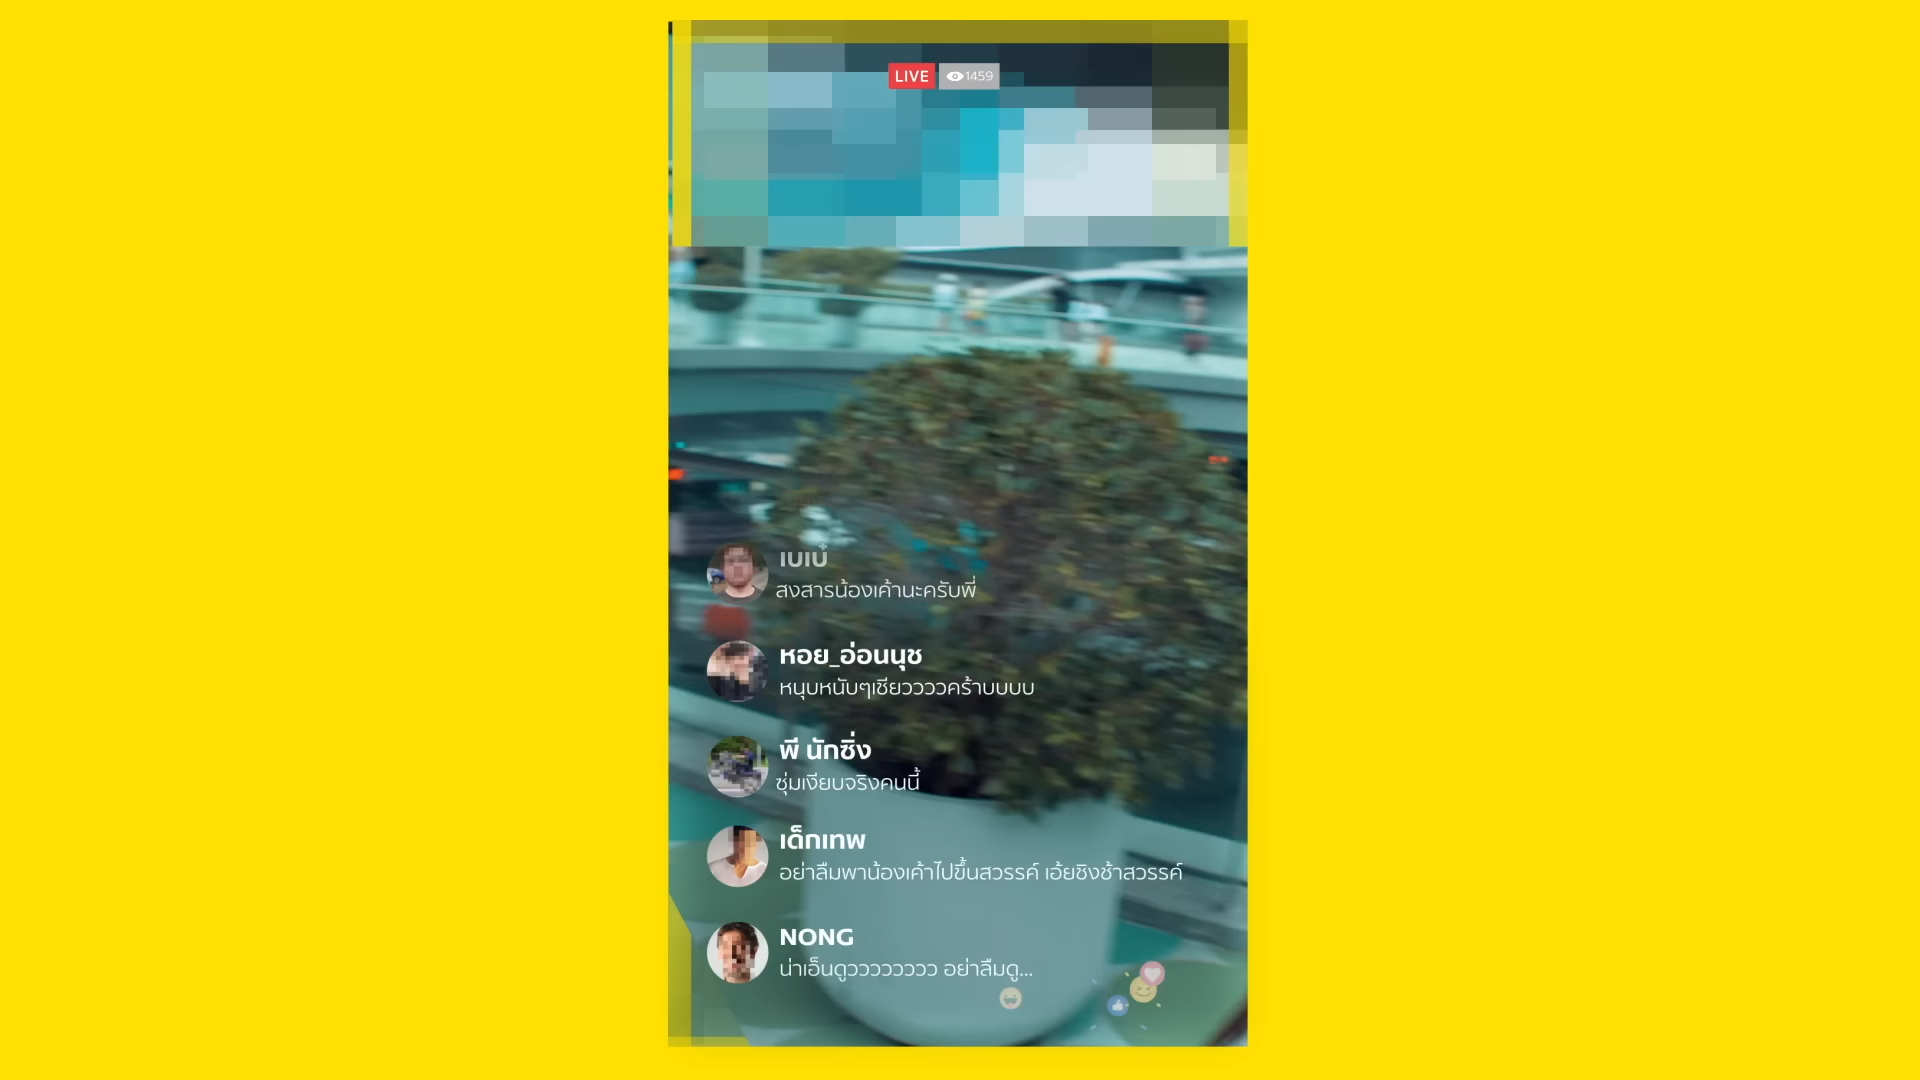 LIVE 1459
เบเบ๋
สงสารน้องเค้านะครับพี่
หอย_อ่อนนุช
หนุบหนับๆเชียววววคร้าบบบบ
พี นักซิ่ง
ซุ่มเงียบจริงคนนี้
เด็กเทพ
อย่าลืมพาน้องเค้าไปขึ้นสวรรค์ เอ้ยชิงช้าสวรรค์
NONG
น่าเอ็นดูวววววววว อย่าลืมดู...